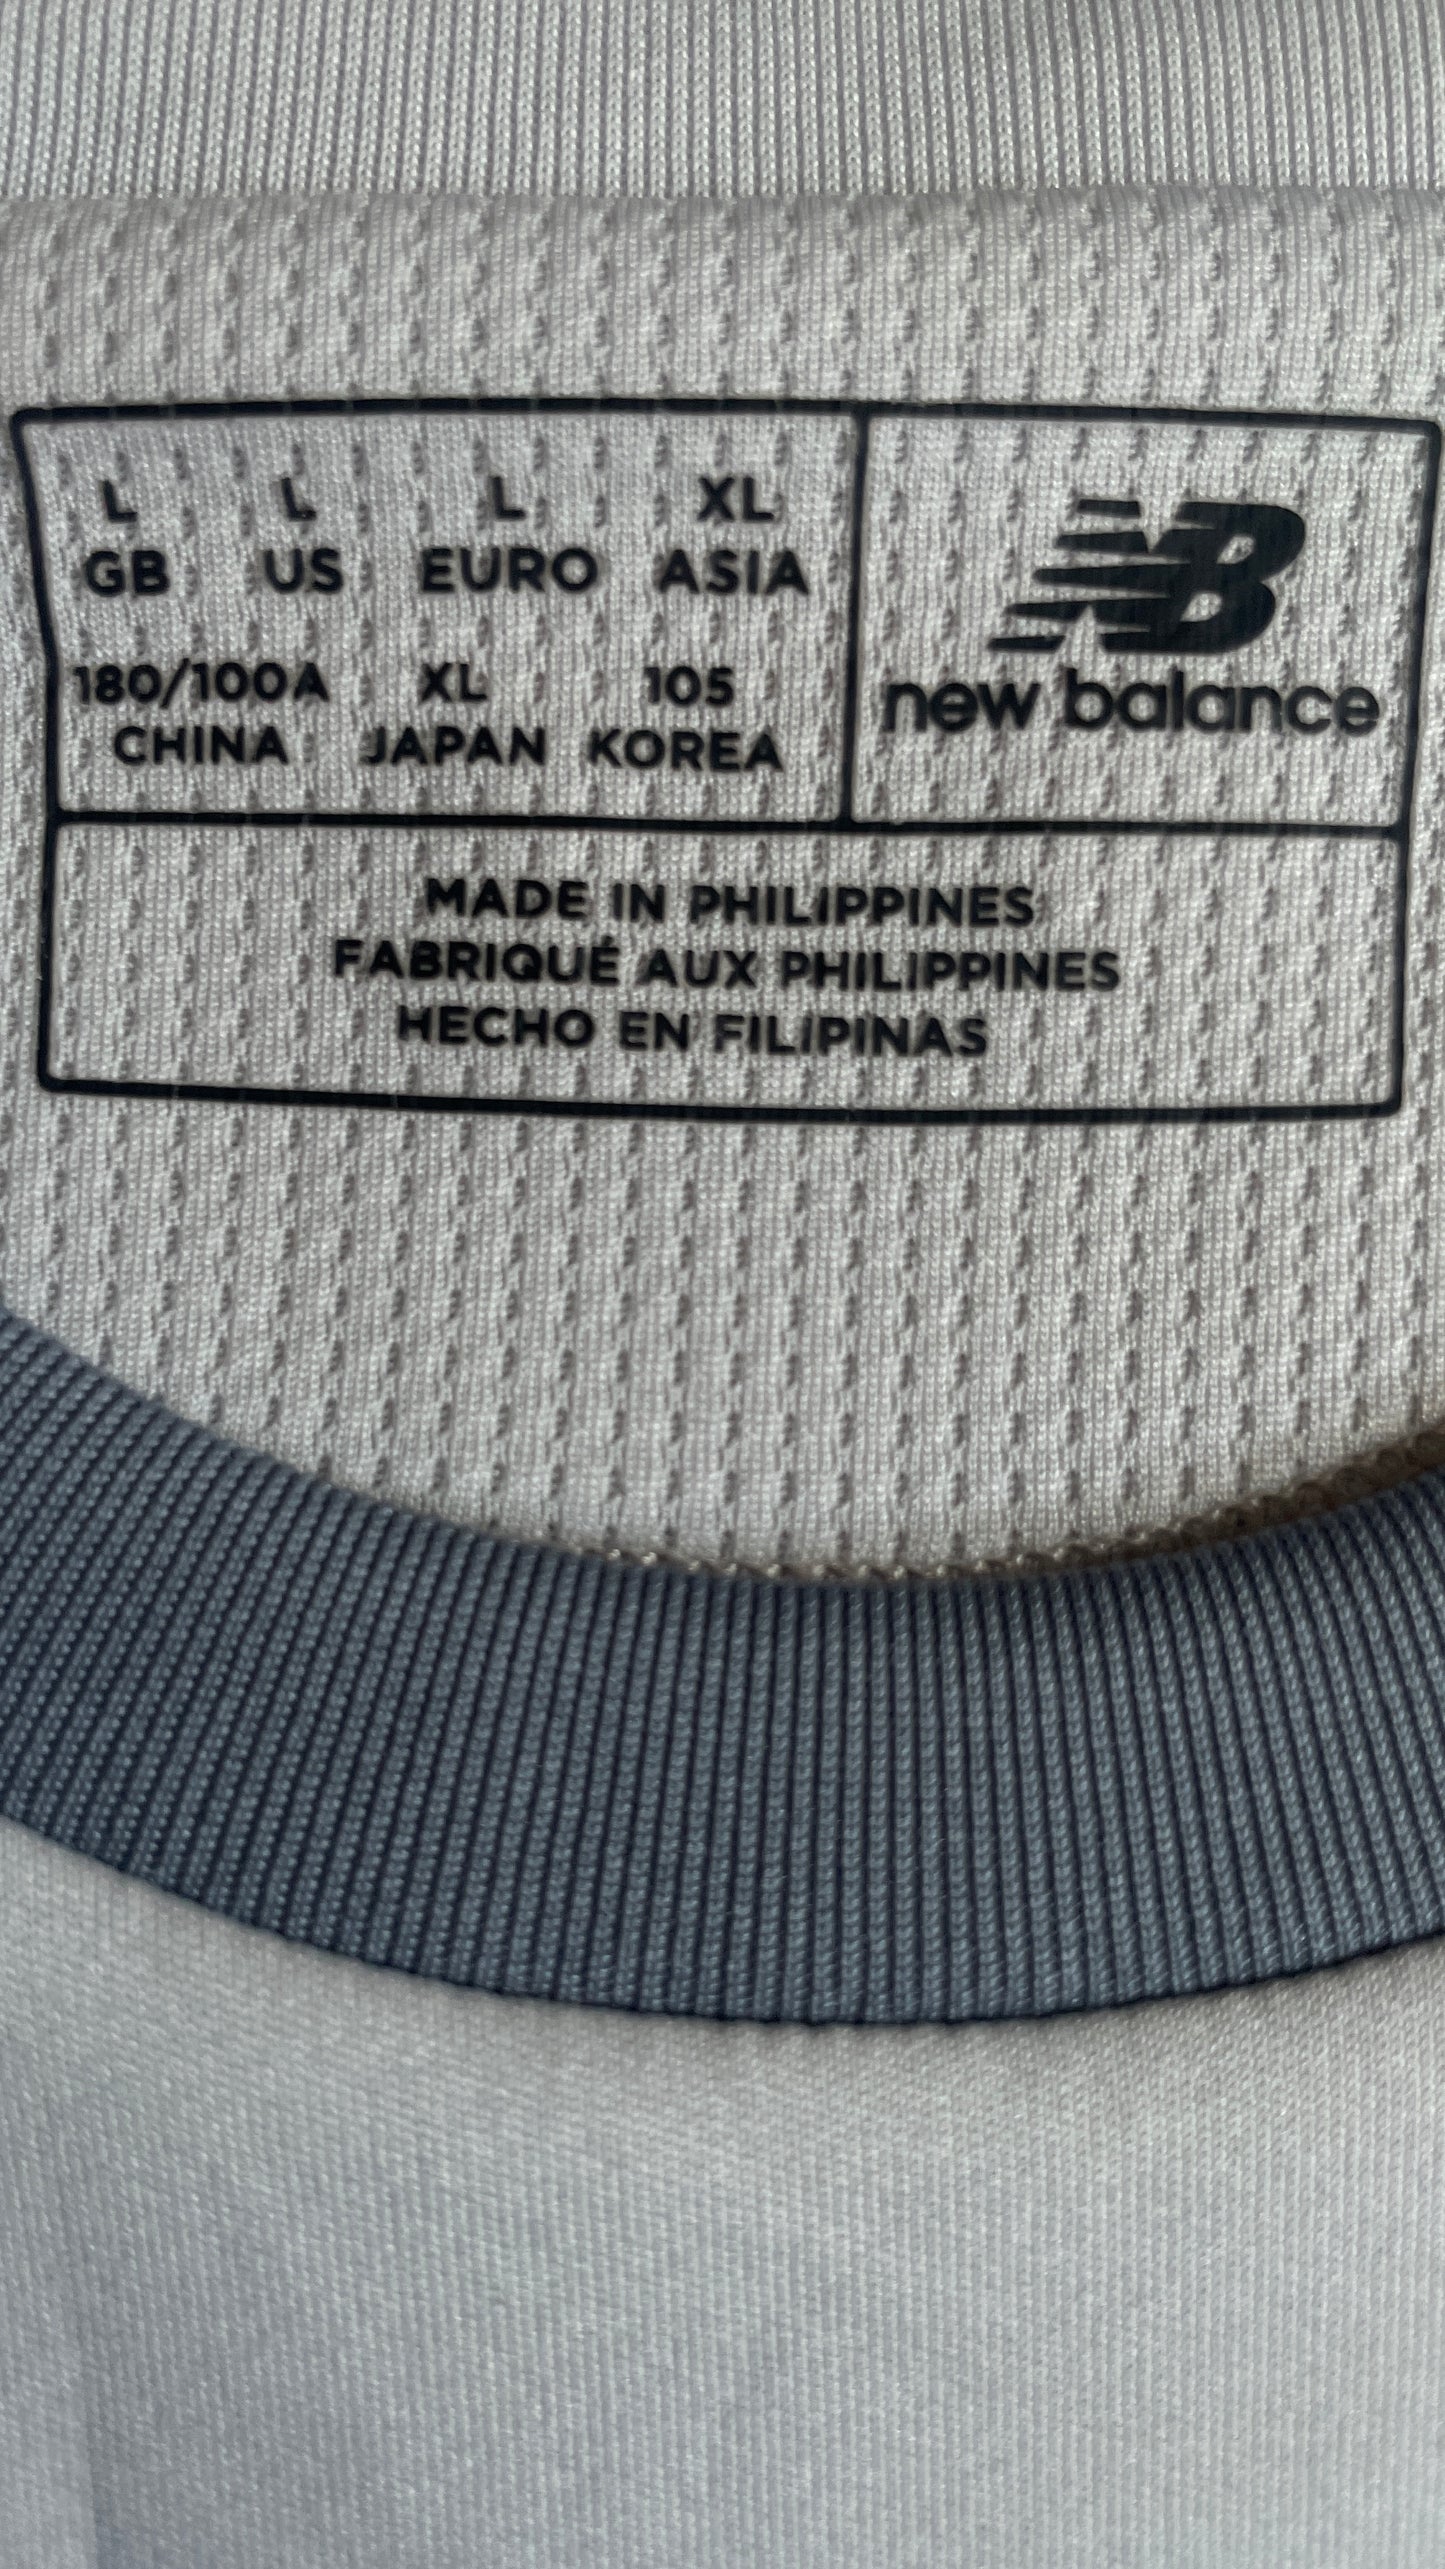 L L L XL
GB US EURO ASIA
180/100A XL 105
CHINA JAPAN KOREA
NB
new balance
MADE IN PHILIPPINES
FABRIQUÉ AUX PHILIPPINES
HECHO EN FILIPINAS